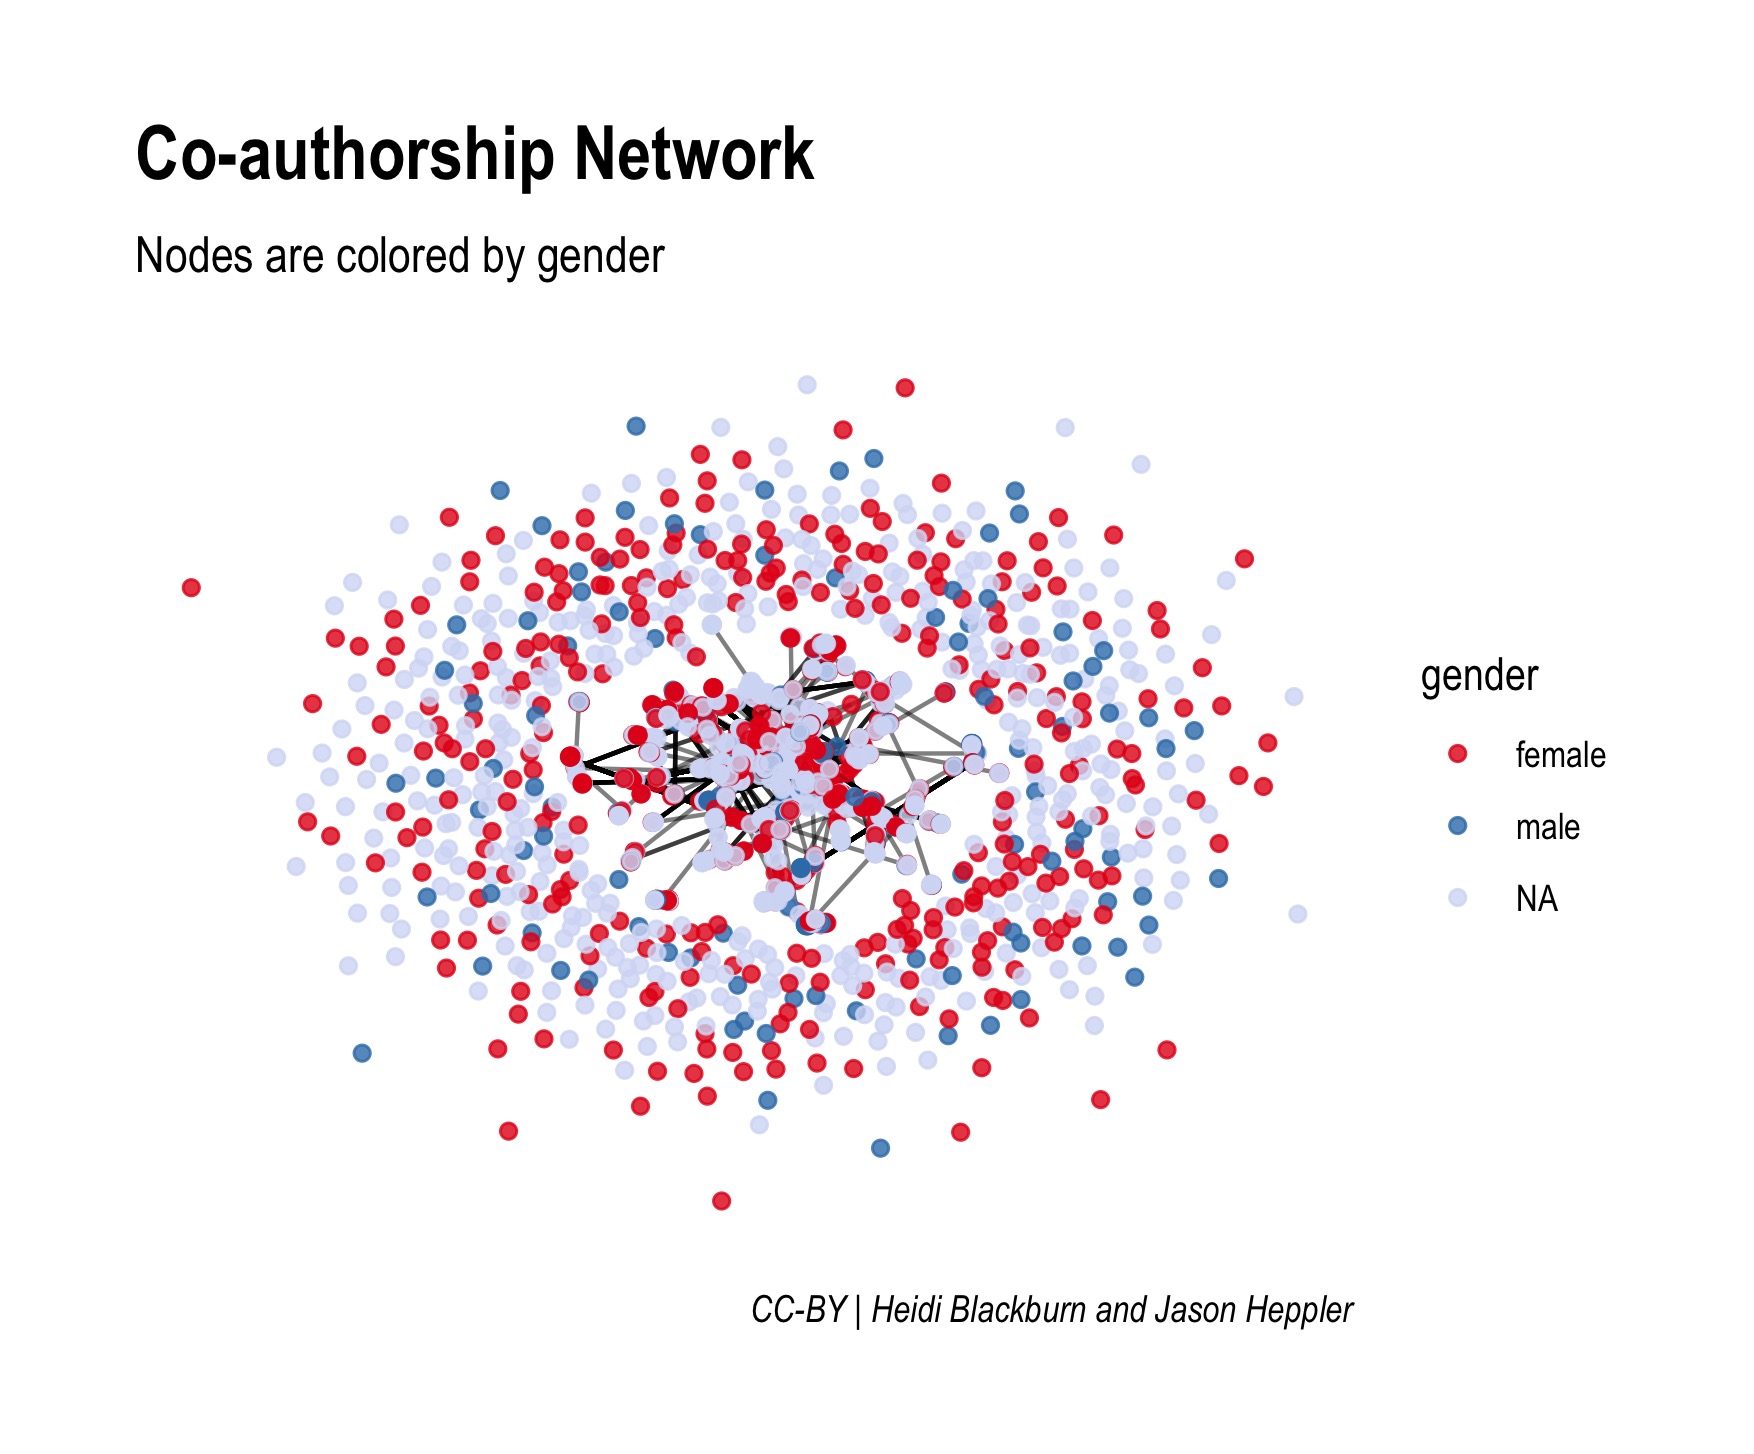 Co-authorship Network
Nodes are colored by gender
gender
female
male
NA
CC-BY | Heidi Blackburn and Jason Heppler